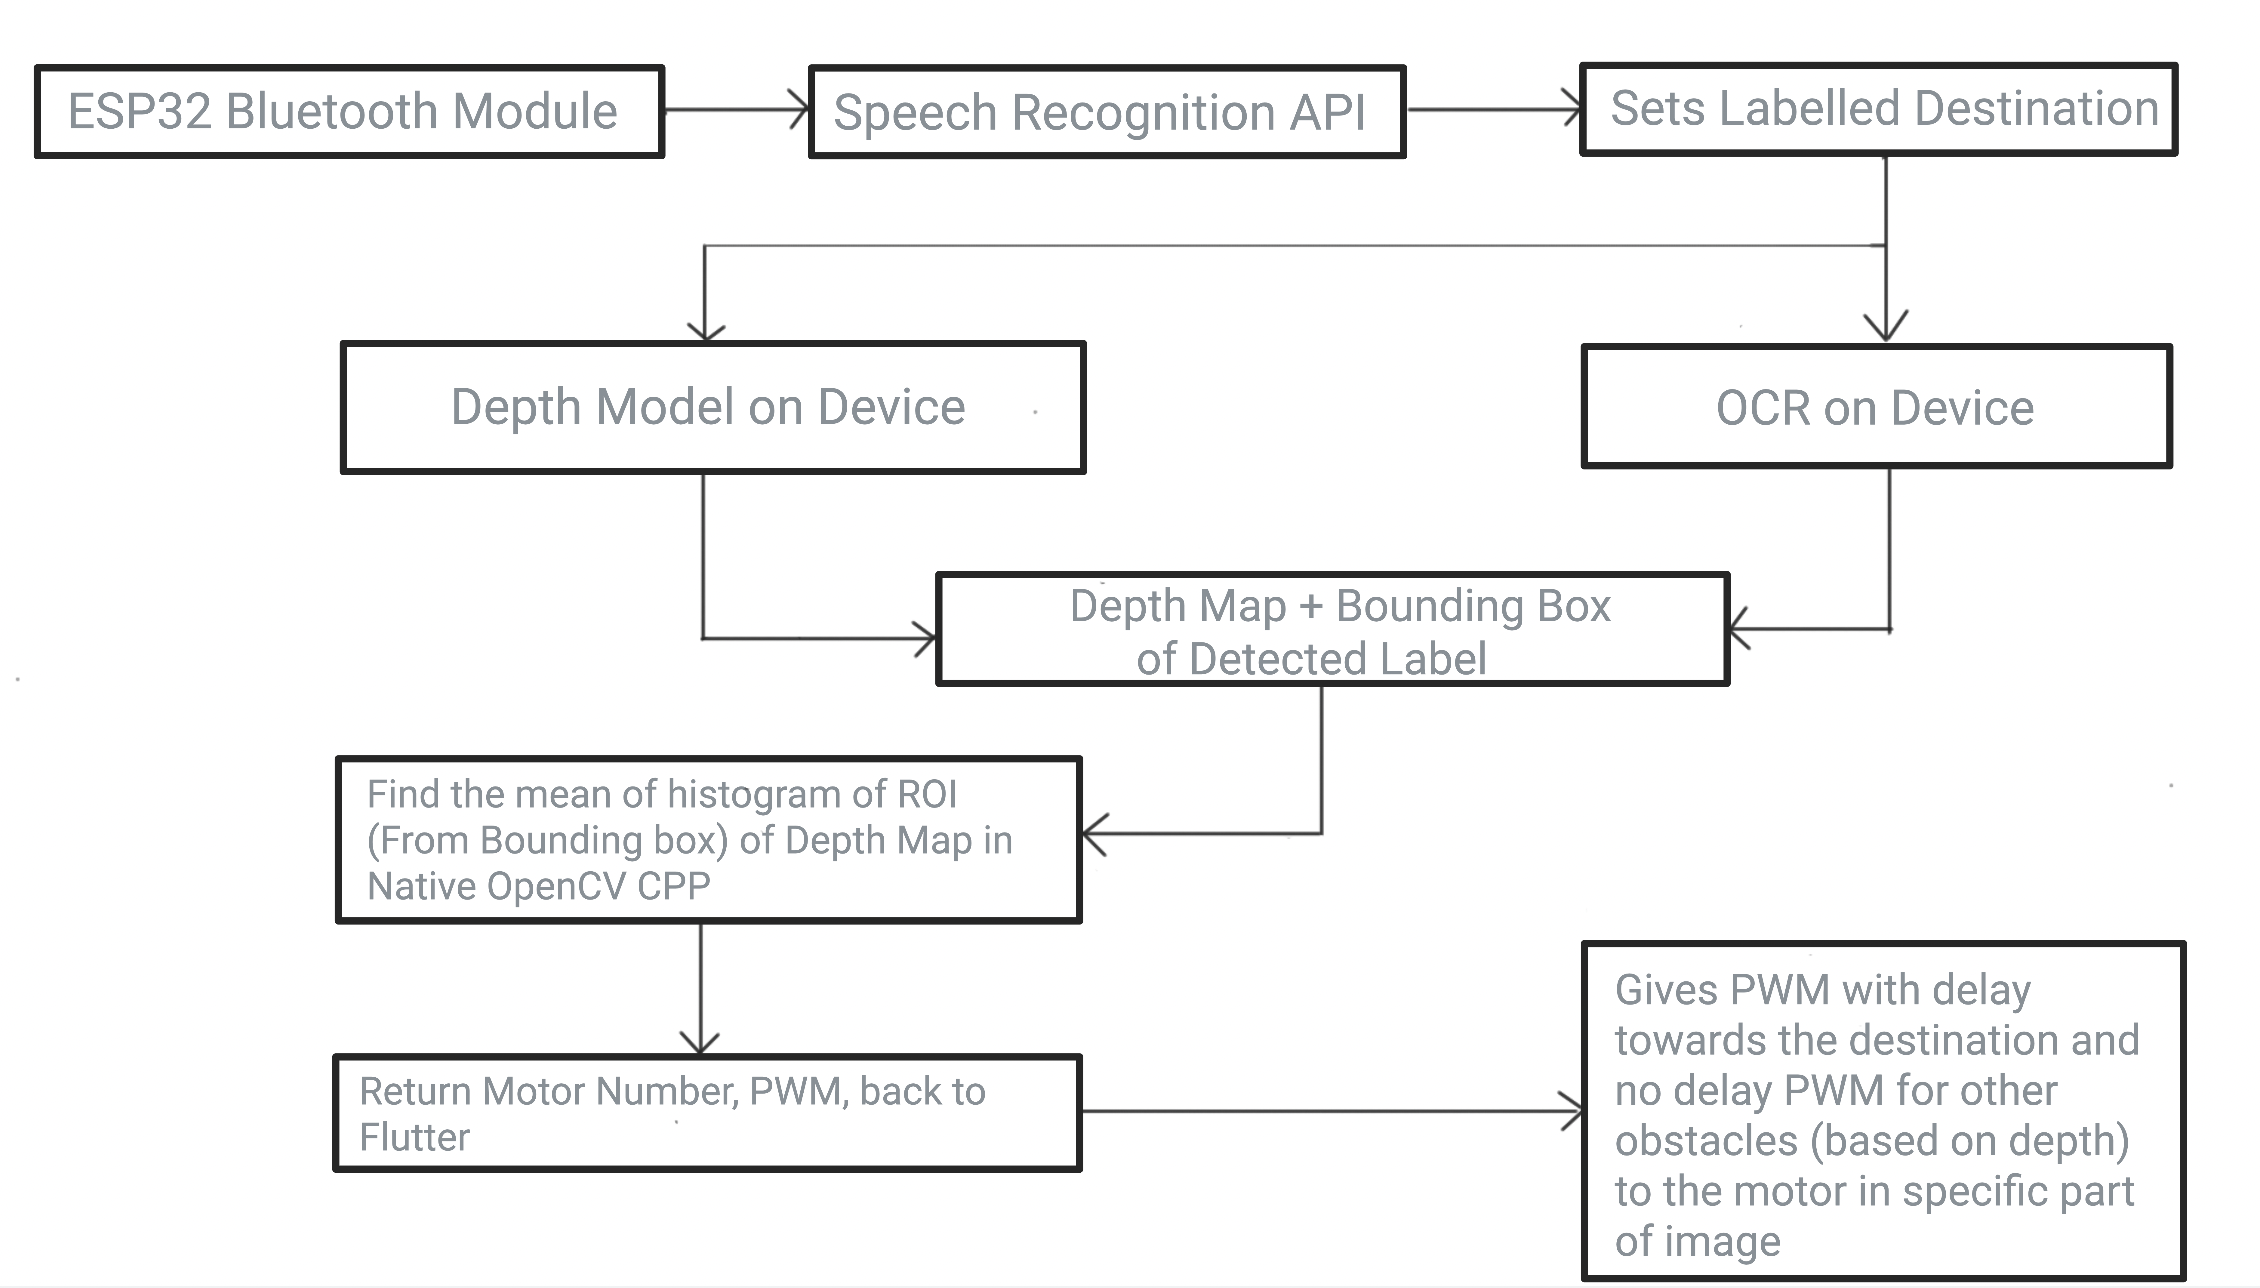 ESP32 Bluetooth Module
Speech Recognition API
Sets Labelled Destination
Depth Model on Device
OCR on Device
Depth Map + Bounding Box
of Detected Label
Find the mean of histogram of ROI
(From Bounding box) of Depth Map in
Native OpenCV CPP
Return Motor Number, PWM, back to
Flutter
Gives PWM with delay
towards the destination and
no delay PWM for other
obstacles (based on depth)
to the motor in specific part
of image